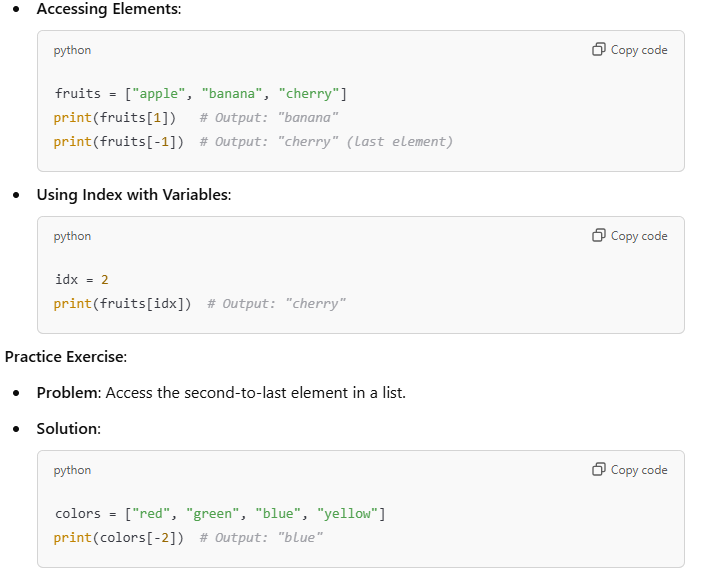 Accessing Elements:
python Copy code
fruits = ["apple", "banana", "cherry"]
print(fruits[1])   # Output: "banana"
print(fruits[-1])  # Output: "cherry" (last element)
Using Index with Variables:
python Copy code
idx = 2
print(fruits[idx])  # Output: "cherry"
Practice Exercise:
Problem: Access the second-to-last element in a list.
Solution:
python Copy code
colors = ["red", "green", "blue", "yellow"]
print(colors[-2])  # Output: "blue"